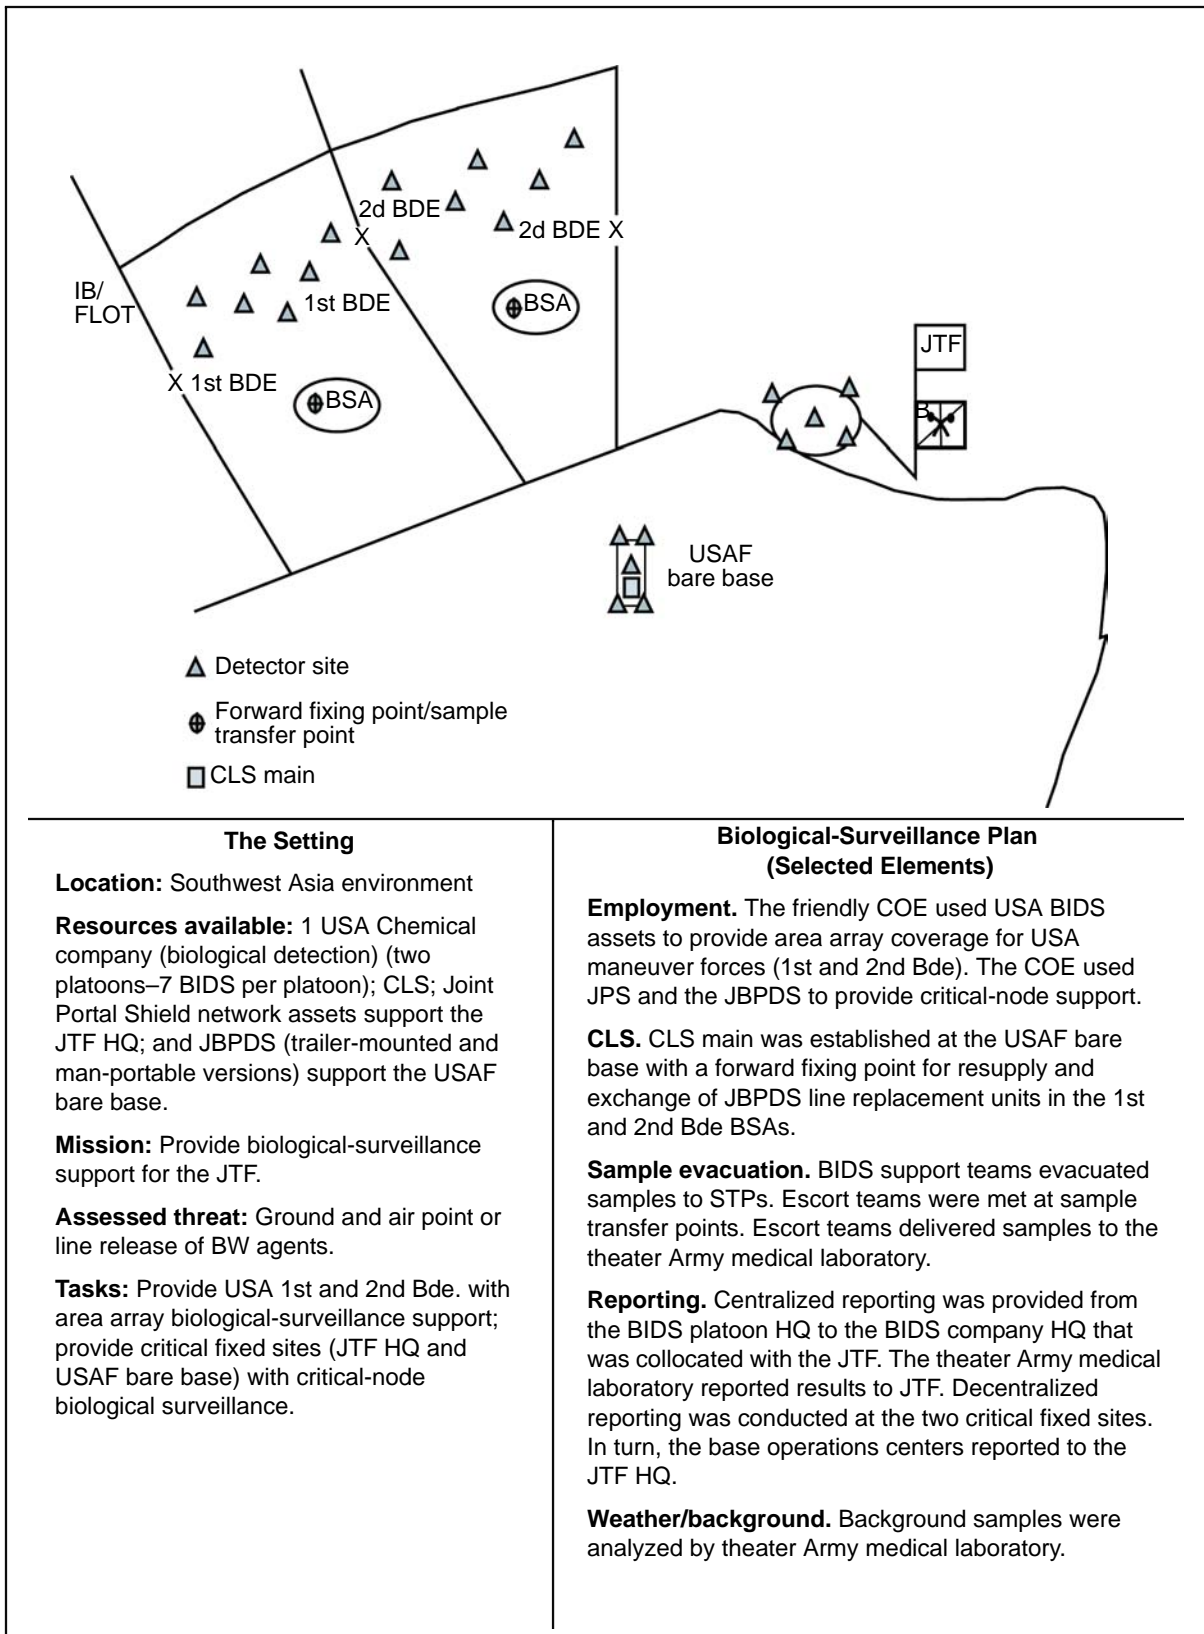 2d BDE
X
2d BDE X
IB/
FLOT
1st BDE
BSA
X 1st BDE
BSA
JTF
B
USAF
bare base
Detector site
Forward fixing point/sample
transfer point
CLS main
The Setting
Location: Southwest Asia environment
Resources available: 1 USA Chemical
company (biological detection) (two
platoons–7 BIDS per platoon); CLS; Joint
Portal Shield network assets support the
JTF HQ; and JBPDS (trailer-mounted and
man-portable versions) support the USAF
bare base.
Mission: Provide biological-surveillance
support for the JTF.
Assessed threat: Ground and air point or
line release of BW agents.
Tasks: Provide USA 1st and 2nd Bde. with
area array biological-surveillance support;
provide critical fixed sites (JTF HQ and
USAF bare base) with critical-node
biological surveillance.
Biological-Surveillance Plan
(Selected Elements)
Employment. The friendly COE used USA BIDS
assets to provide area array coverage for USA
maneuver forces (1st and 2nd Bde). The COE used
JPS and the JBPDS to provide critical-node support.
CLS. CLS main was established at the USAF bare
base with a forward fixing point for resupply and
exchange of JBPDS line replacement units in the 1st
and 2nd Bde BSAs.
Sample evacuation. BIDS support teams evacuated
samples to STPs. Escort teams were met at sample
transfer points. Escort teams delivered samples to the
theater Army medical laboratory.
Reporting. Centralized reporting was provided from
the BIDS platoon HQ to the BIDS company HQ that
was collocated with the JTF. The theater Army medical
laboratory reported results to JTF. Decentralized
reporting was conducted at the two critical fixed sites.
In turn, the base operations centers reported to the
JTF HQ.
Weather/background. Background samples were
analyzed by theater Army medical laboratory.